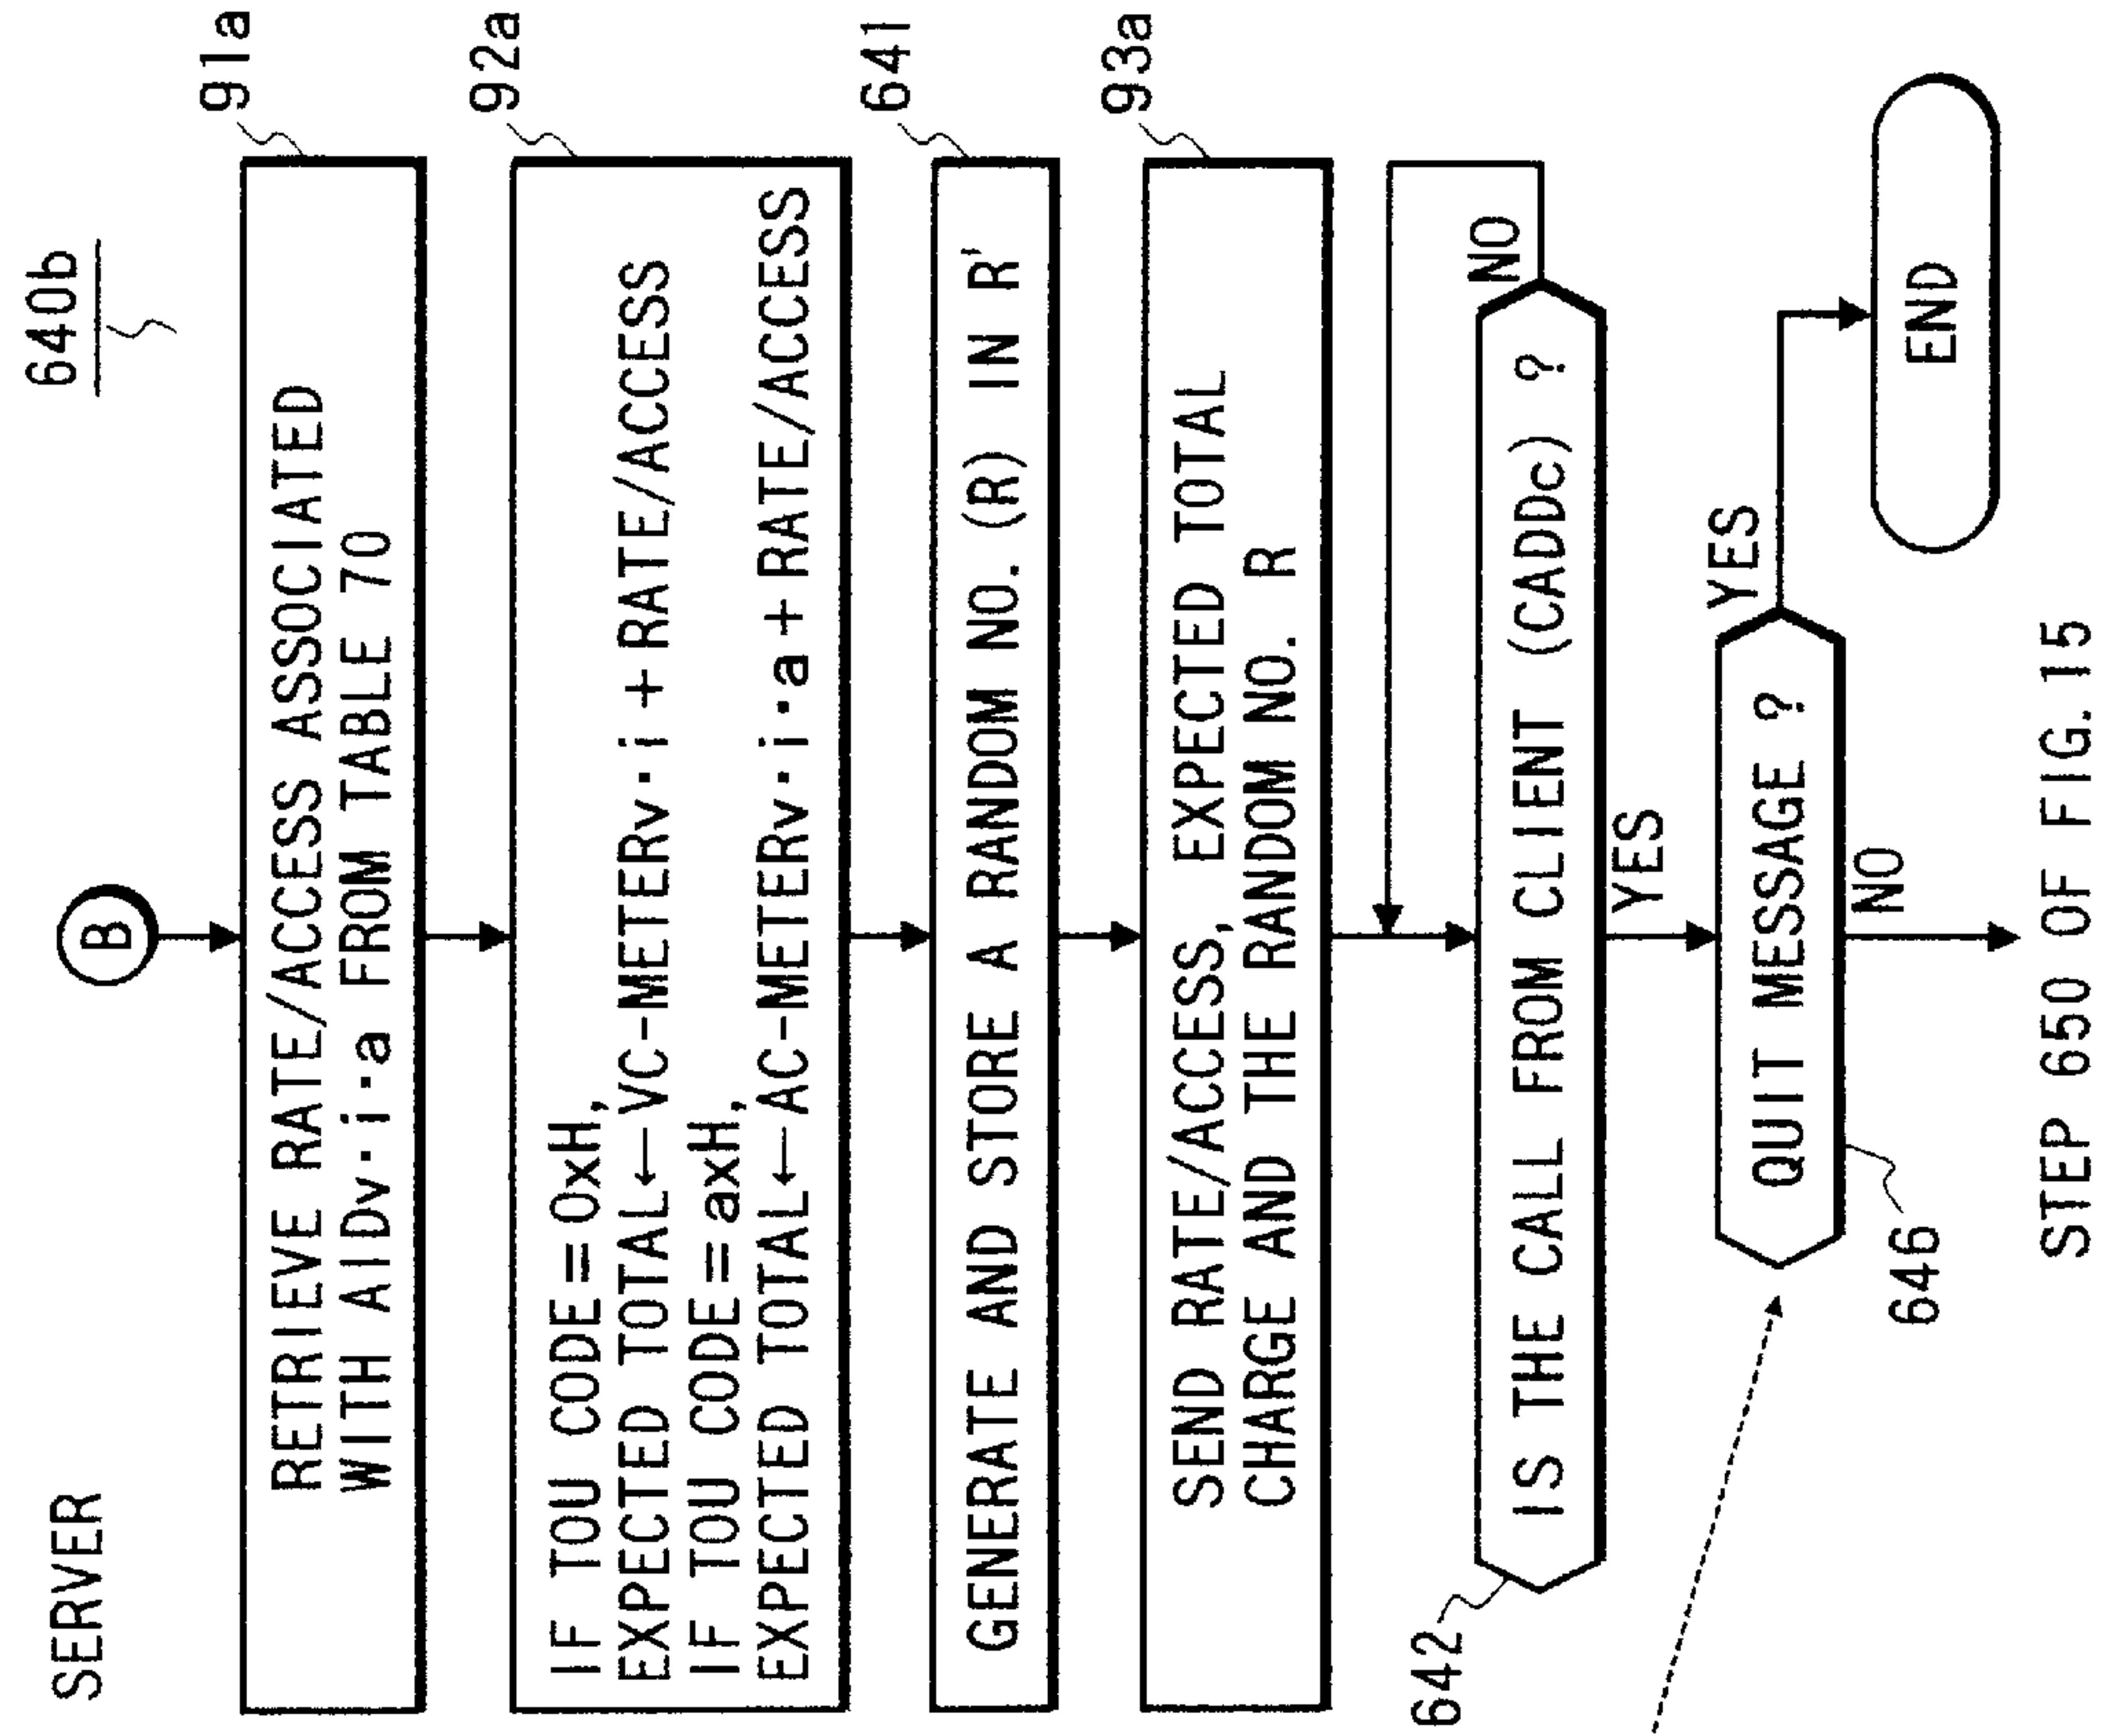 SERVER
640b
B
RETRIEVE RATE/ACCESS ASSOCIATED
WITH AIDv·i·a FROM TABLE 70
91a
IF TOU CODE=0xH,
EXPECTED TOTAL←VC-METERv·i+RATE/ACCESS
IF TOU CODE=axH,
EXPECTED TOTAL←AC-METERv·i·a+RATE/ACCESS
92a
GENERATE AND STORE A RANDOM NO. (R) IN R'
641
SEND RATE/ACCESS, EXPECTED TOTAL
CHARGE AND THE RANDOM NO. R
93a
642
IS THE CALL FROM CLIENT (CADDc) ?
NO
YES
QUIT MESSAGE ?
YES
646
NO
END
STEP 650 OF FIG. 15